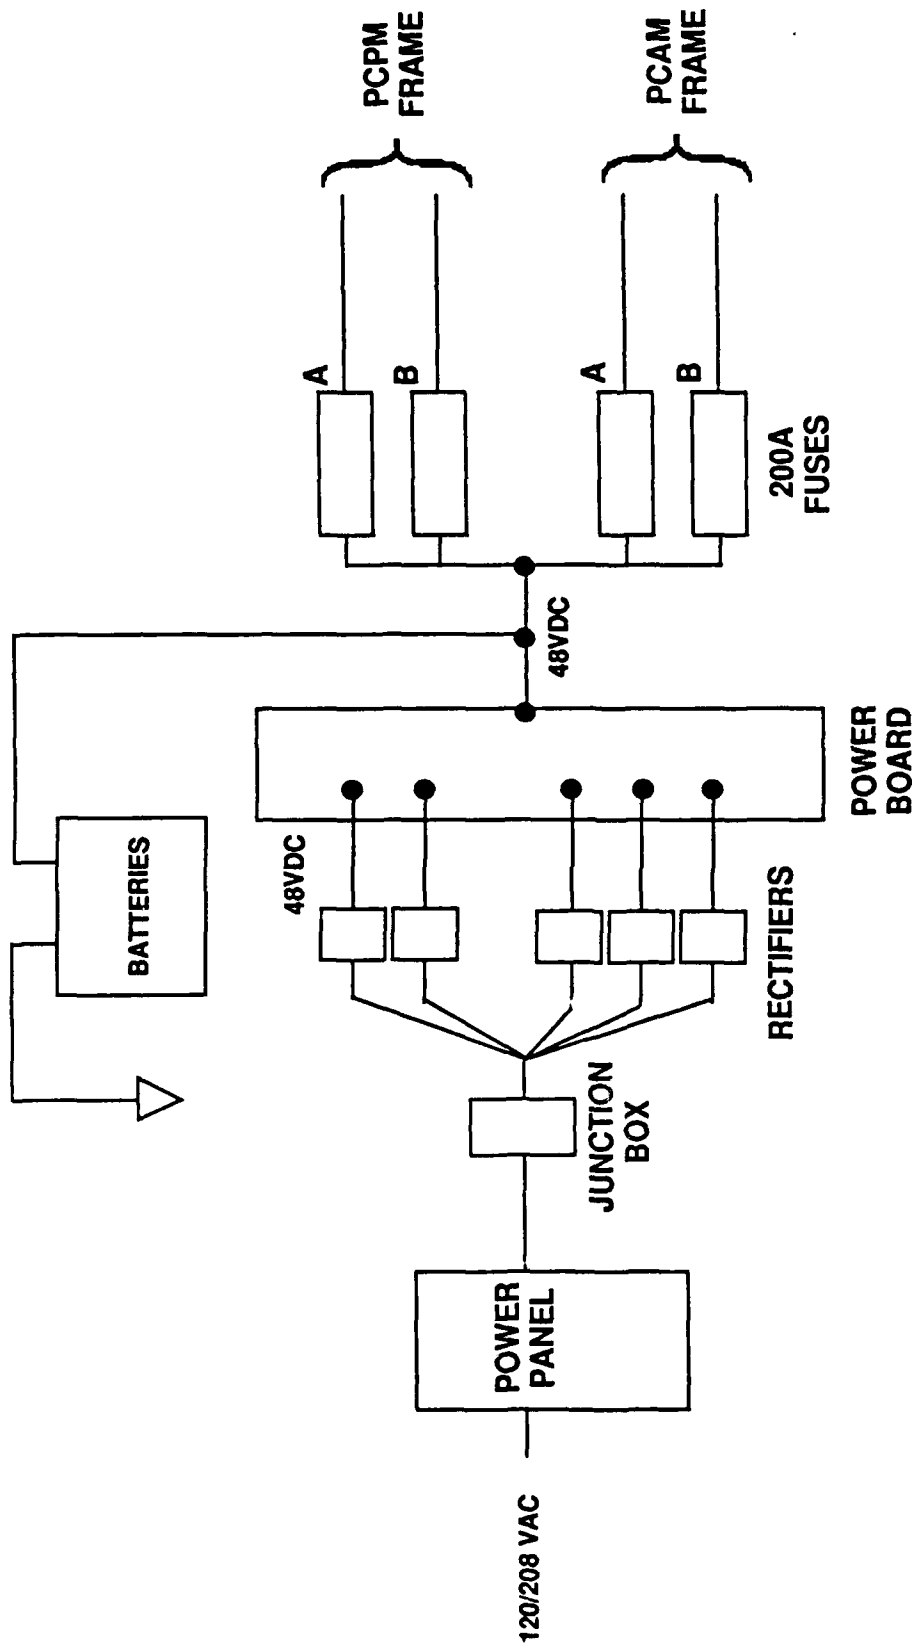 120/208 VAC
POWER
PANEL
JUNCTION
BOX
RECTIFIERS
48VDC
BATTERIES
POWER
BOARD
48VDC
200A
FUSES
A
B
A
B
PCPM
FRAME
PCAM
FRAME